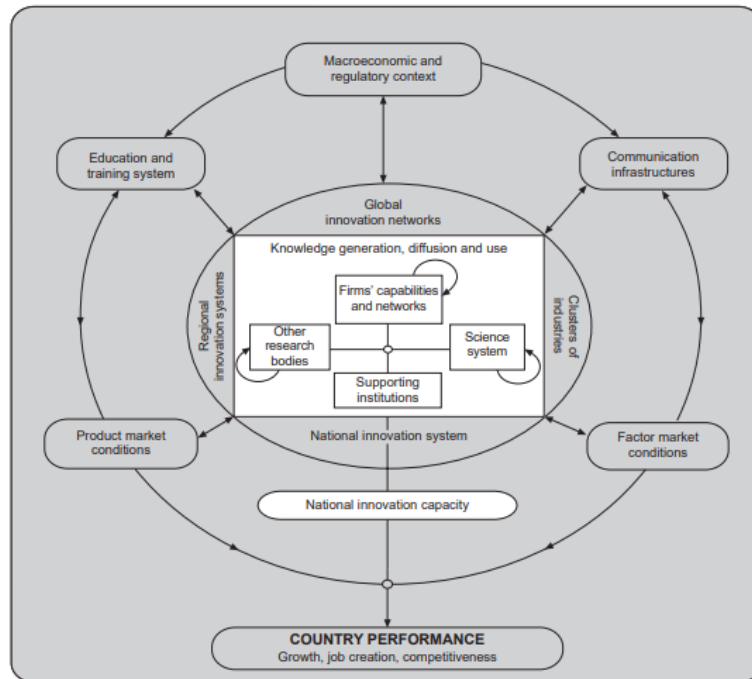 Macroeconomic and
regulatory context
Education and
training system
Communication
infrastructures
Global
innovation networks
Knowledge generation, diffusion and use
Firms' capabilities
and networks
Regional
innovation systems
Clusters of
industries
Other
research
bodies
Science
system
Supporting
institutions
Product market
conditions
National innovation system
Factor market
conditions
National innovation capacity
COUNTRY PERFORMANCE
Growth, job creation, competitiveness